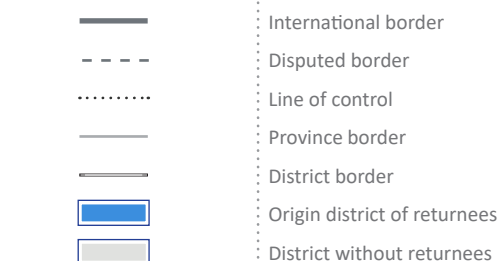 International border
Disputed border
Line of control
Province border
District border
Origin district of returnees
District without returnees